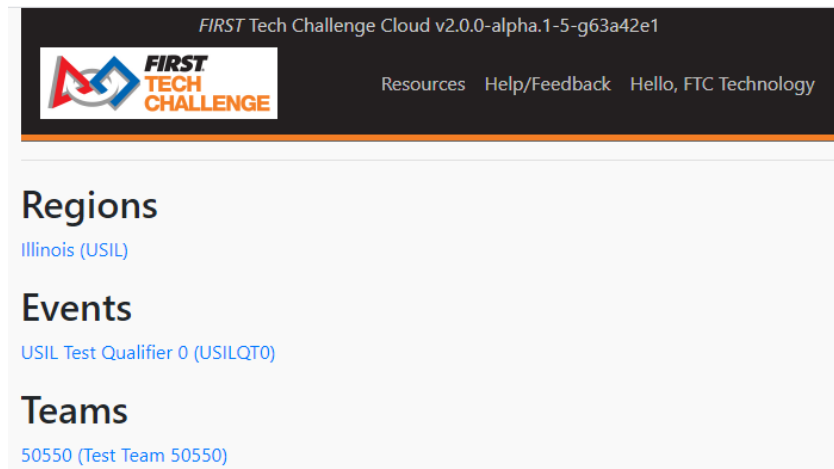 FIRST Tech Challenge Cloud v2.0.0-alpha.1-5-g63a42e1
FIRST
TECH
CHALLENGE
Resources Help/Feedback Hello, FTC Technology
Regions
Illinois (USIL)
Events
USIL Test Qualifier 0 (USILQT0)
Teams
50550 (Test Team 50550)